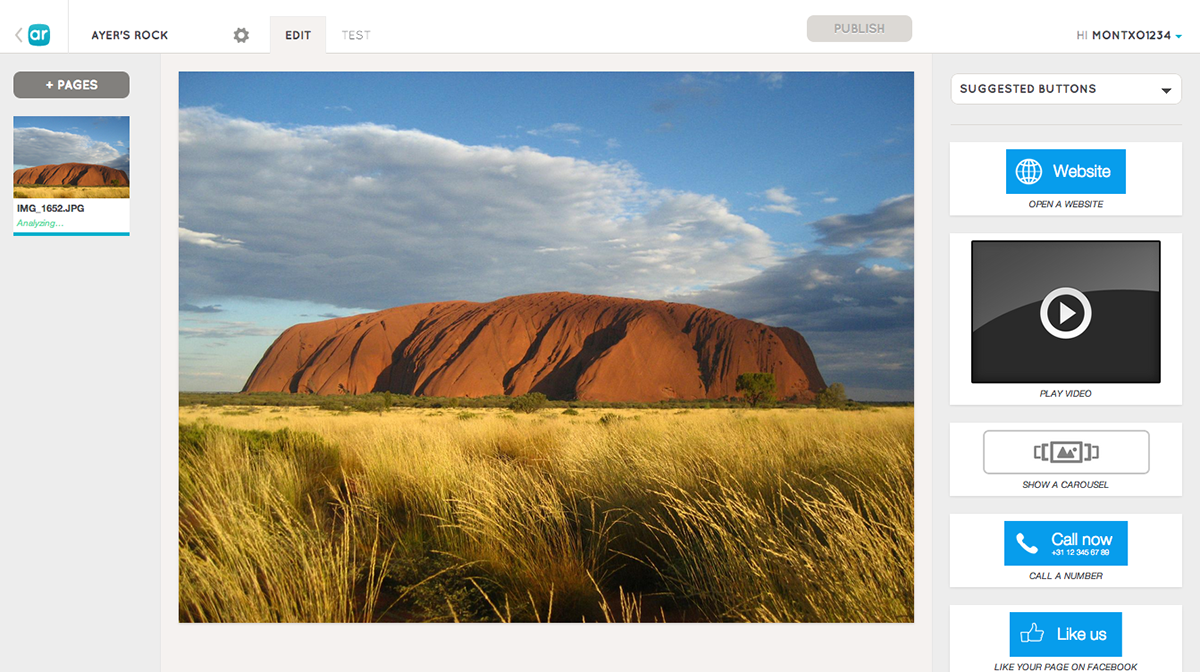 ar
AYER'S ROCK
EDIT
TEST
PUBLISH
HI MONTXO1234
+ PAGES
IMG_1652.JPG
Analyzing...
SUGGESTED BUTTONS
Website
OPEN A WEBSITE
PLAY VIDEO
SHOW A CAROUSEL
Call now
+31 12 345 67 89
CALL A NUMBER
Like us
LIKE YOUR PAGE ON FACEBOOK